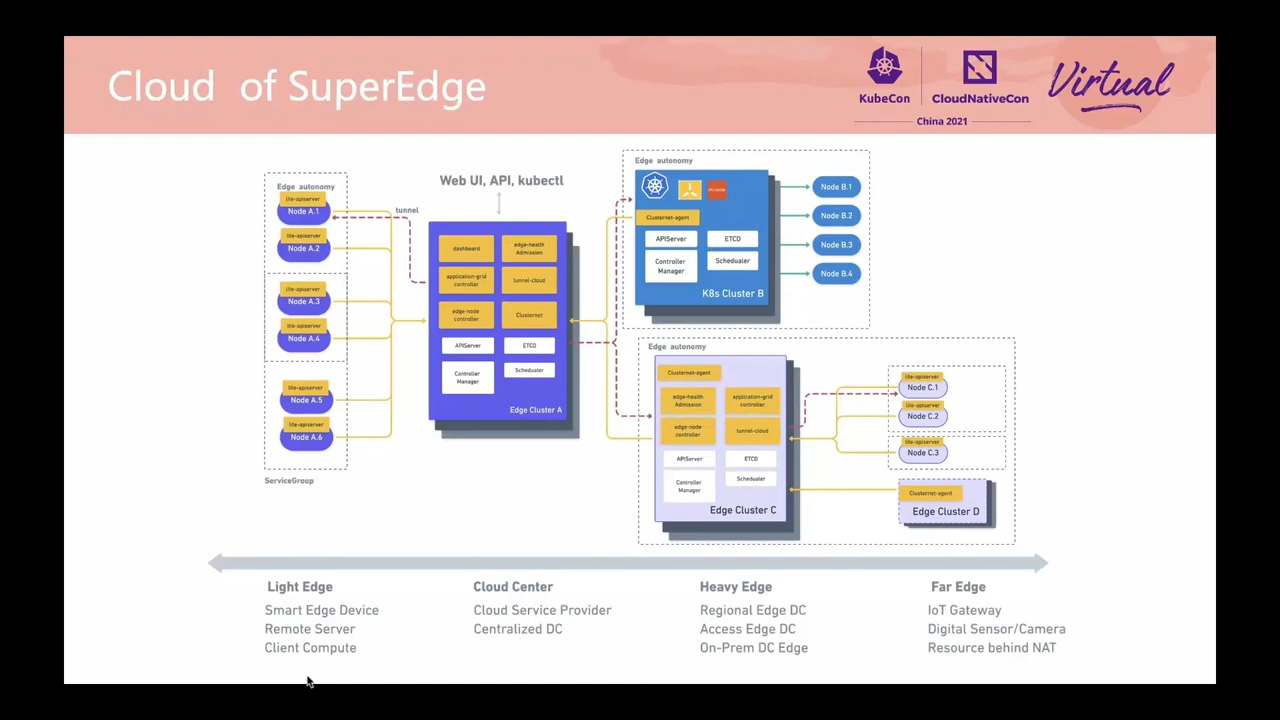 Cloud of SuperEdge
KubeCon
CloudNativeCon
Virtual
China 2021
Edge autonomy
lite-apiserver
Node A.1
lite-apiserver
Node A.2
lite-apiserver
Node A.3
lite-apiserver
Node A.4
lite-apiserver
Node A.5
lite-apiserver
Node A.6
ServiceGroup
tunnel
Web UI, API, kubectl
dashboard
edge-health
Admission
application-grid
controller
tunnel-cloud
edge-node
controller
Clusternet
APIServer
ETCD
Controller
Manager
Schedualer
Edge Cluster A
Edge autonomy
Clusternet-agent
APIServer
ETCD
Controller
Manager
Schedualer
K8s Cluster B
Node B.1
Node B.2
Node B.3
Node B.4
Edge autonomy
Clusternet-agent
edge-health
Admission
application-grid
controller
edge-node
controller
tunnel-cloud
APIServer
ETCD
Controller
Manager
Schedualer
Edge Cluster C
lite-apiserver
Node C.1
lite-apiserver
Node C.2
lite-apiserver
Node C.3
Clusternet-agent
Edge Cluster D
Light Edge
Smart Edge Device
Remote Server
Client Compute
Cloud Center
Cloud Service Provider
Centralized DC
Heavy Edge
Regional Edge DC
Access Edge DC
On-Prem DC Edge
Far Edge
IoT Gateway
Digital Sensor/Camera
Resource behind NAT